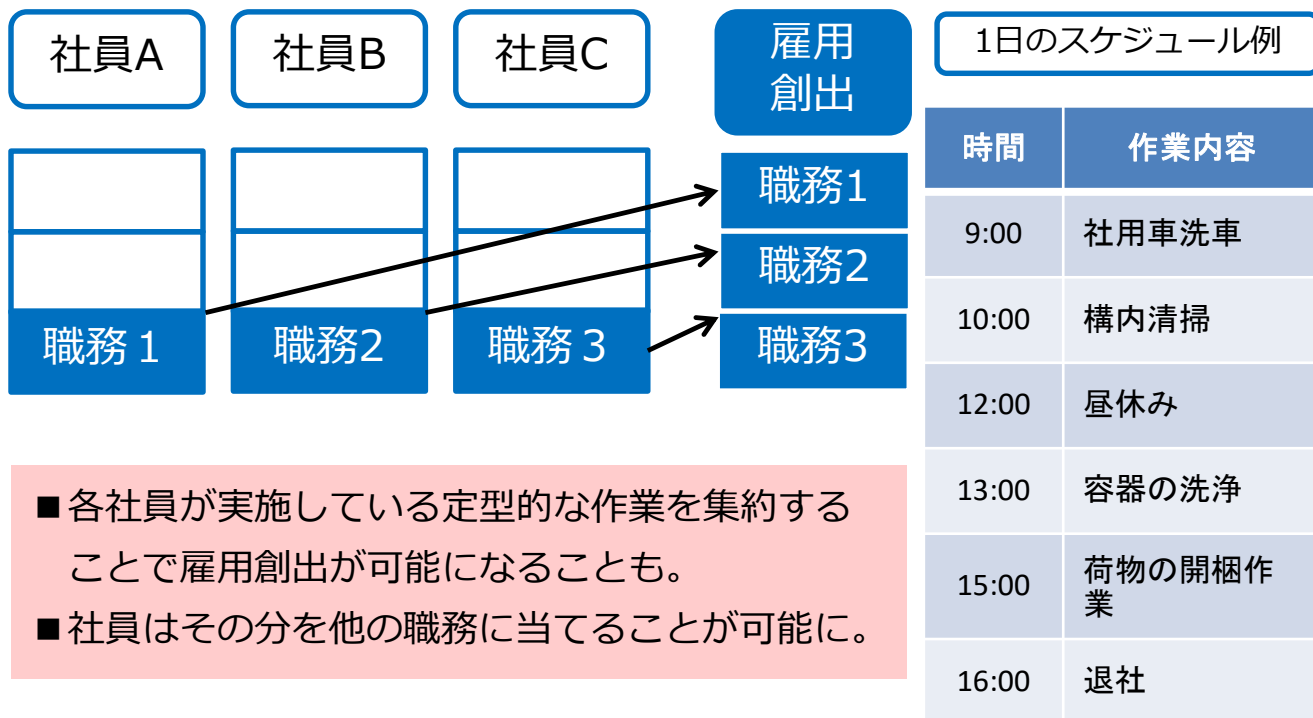 社員A
社員B
社員C
雇用
創出
職務１
職務2
職務３
職務1
職務2
職務3
■各社員が実施している定型的な作業を集約する
ことで雇用創出が可能になることも。
■社員はその分を他の職務に当てることが可能に。
1日のスケジュール例
時間 作業内容
9:00 社用車洗車
10:00 構内清掃
12:00 昼休み
13:00 容器の洗浄
15:00 荷物の開梱作
業
16:00 退社